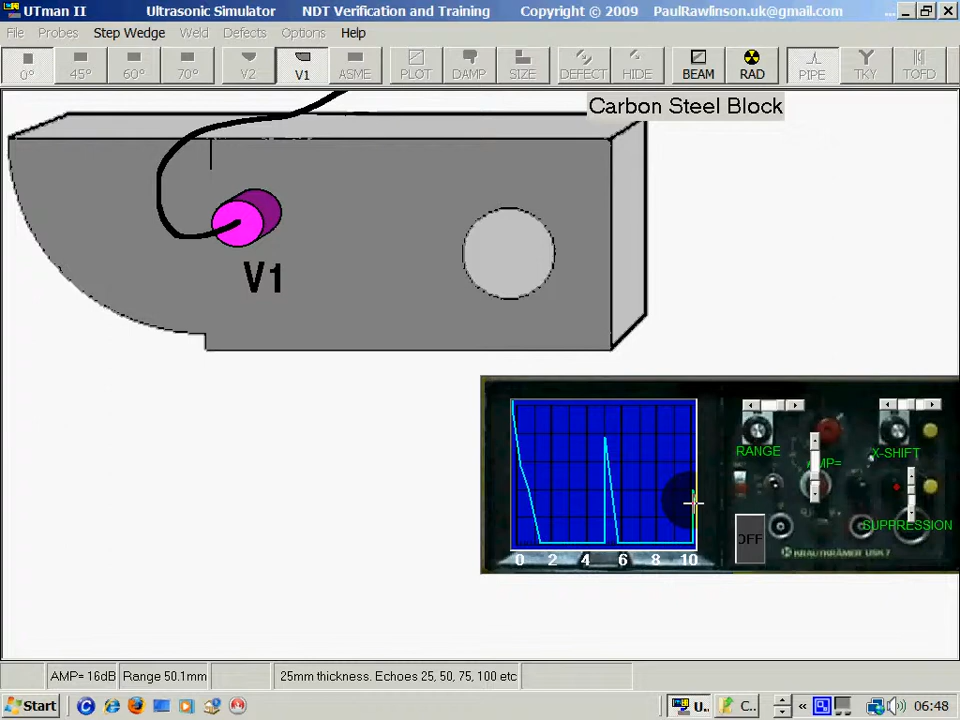 UTman II Ultrasonic Simulator NDT Verification and Training Copyright © 2009 PaulRawlinson.uk@gmail.com ...
File Probes Step Wedge Weld Defects Options Help
0° 45° 60° 70° V2 V1 ASME PLOT DAMP SIZE DEFECT HIDE BEAM RAD PIPE TKY TOFD
Carbon Steel Block
V1
RANGE
AMP=
X-SHIFT
SUPPRESSION
OFF
KRAUTKRÄMER USK7
0 2 4 6 8 10
AMP= 16dB Range 50.1mm 25mm thickness. Echoes 25, 50, 75, 100 etc
Start U.. C.. « 06:48